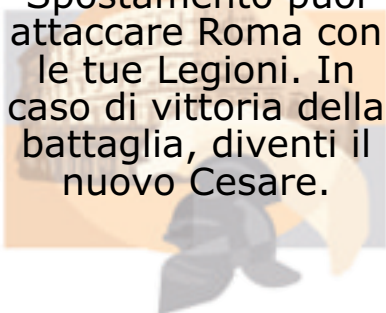 Spostamento puoi
attaccare Roma con
le tue Legioni. In
caso di vittoria della
battaglia, diventi il
nuovo Cesare.